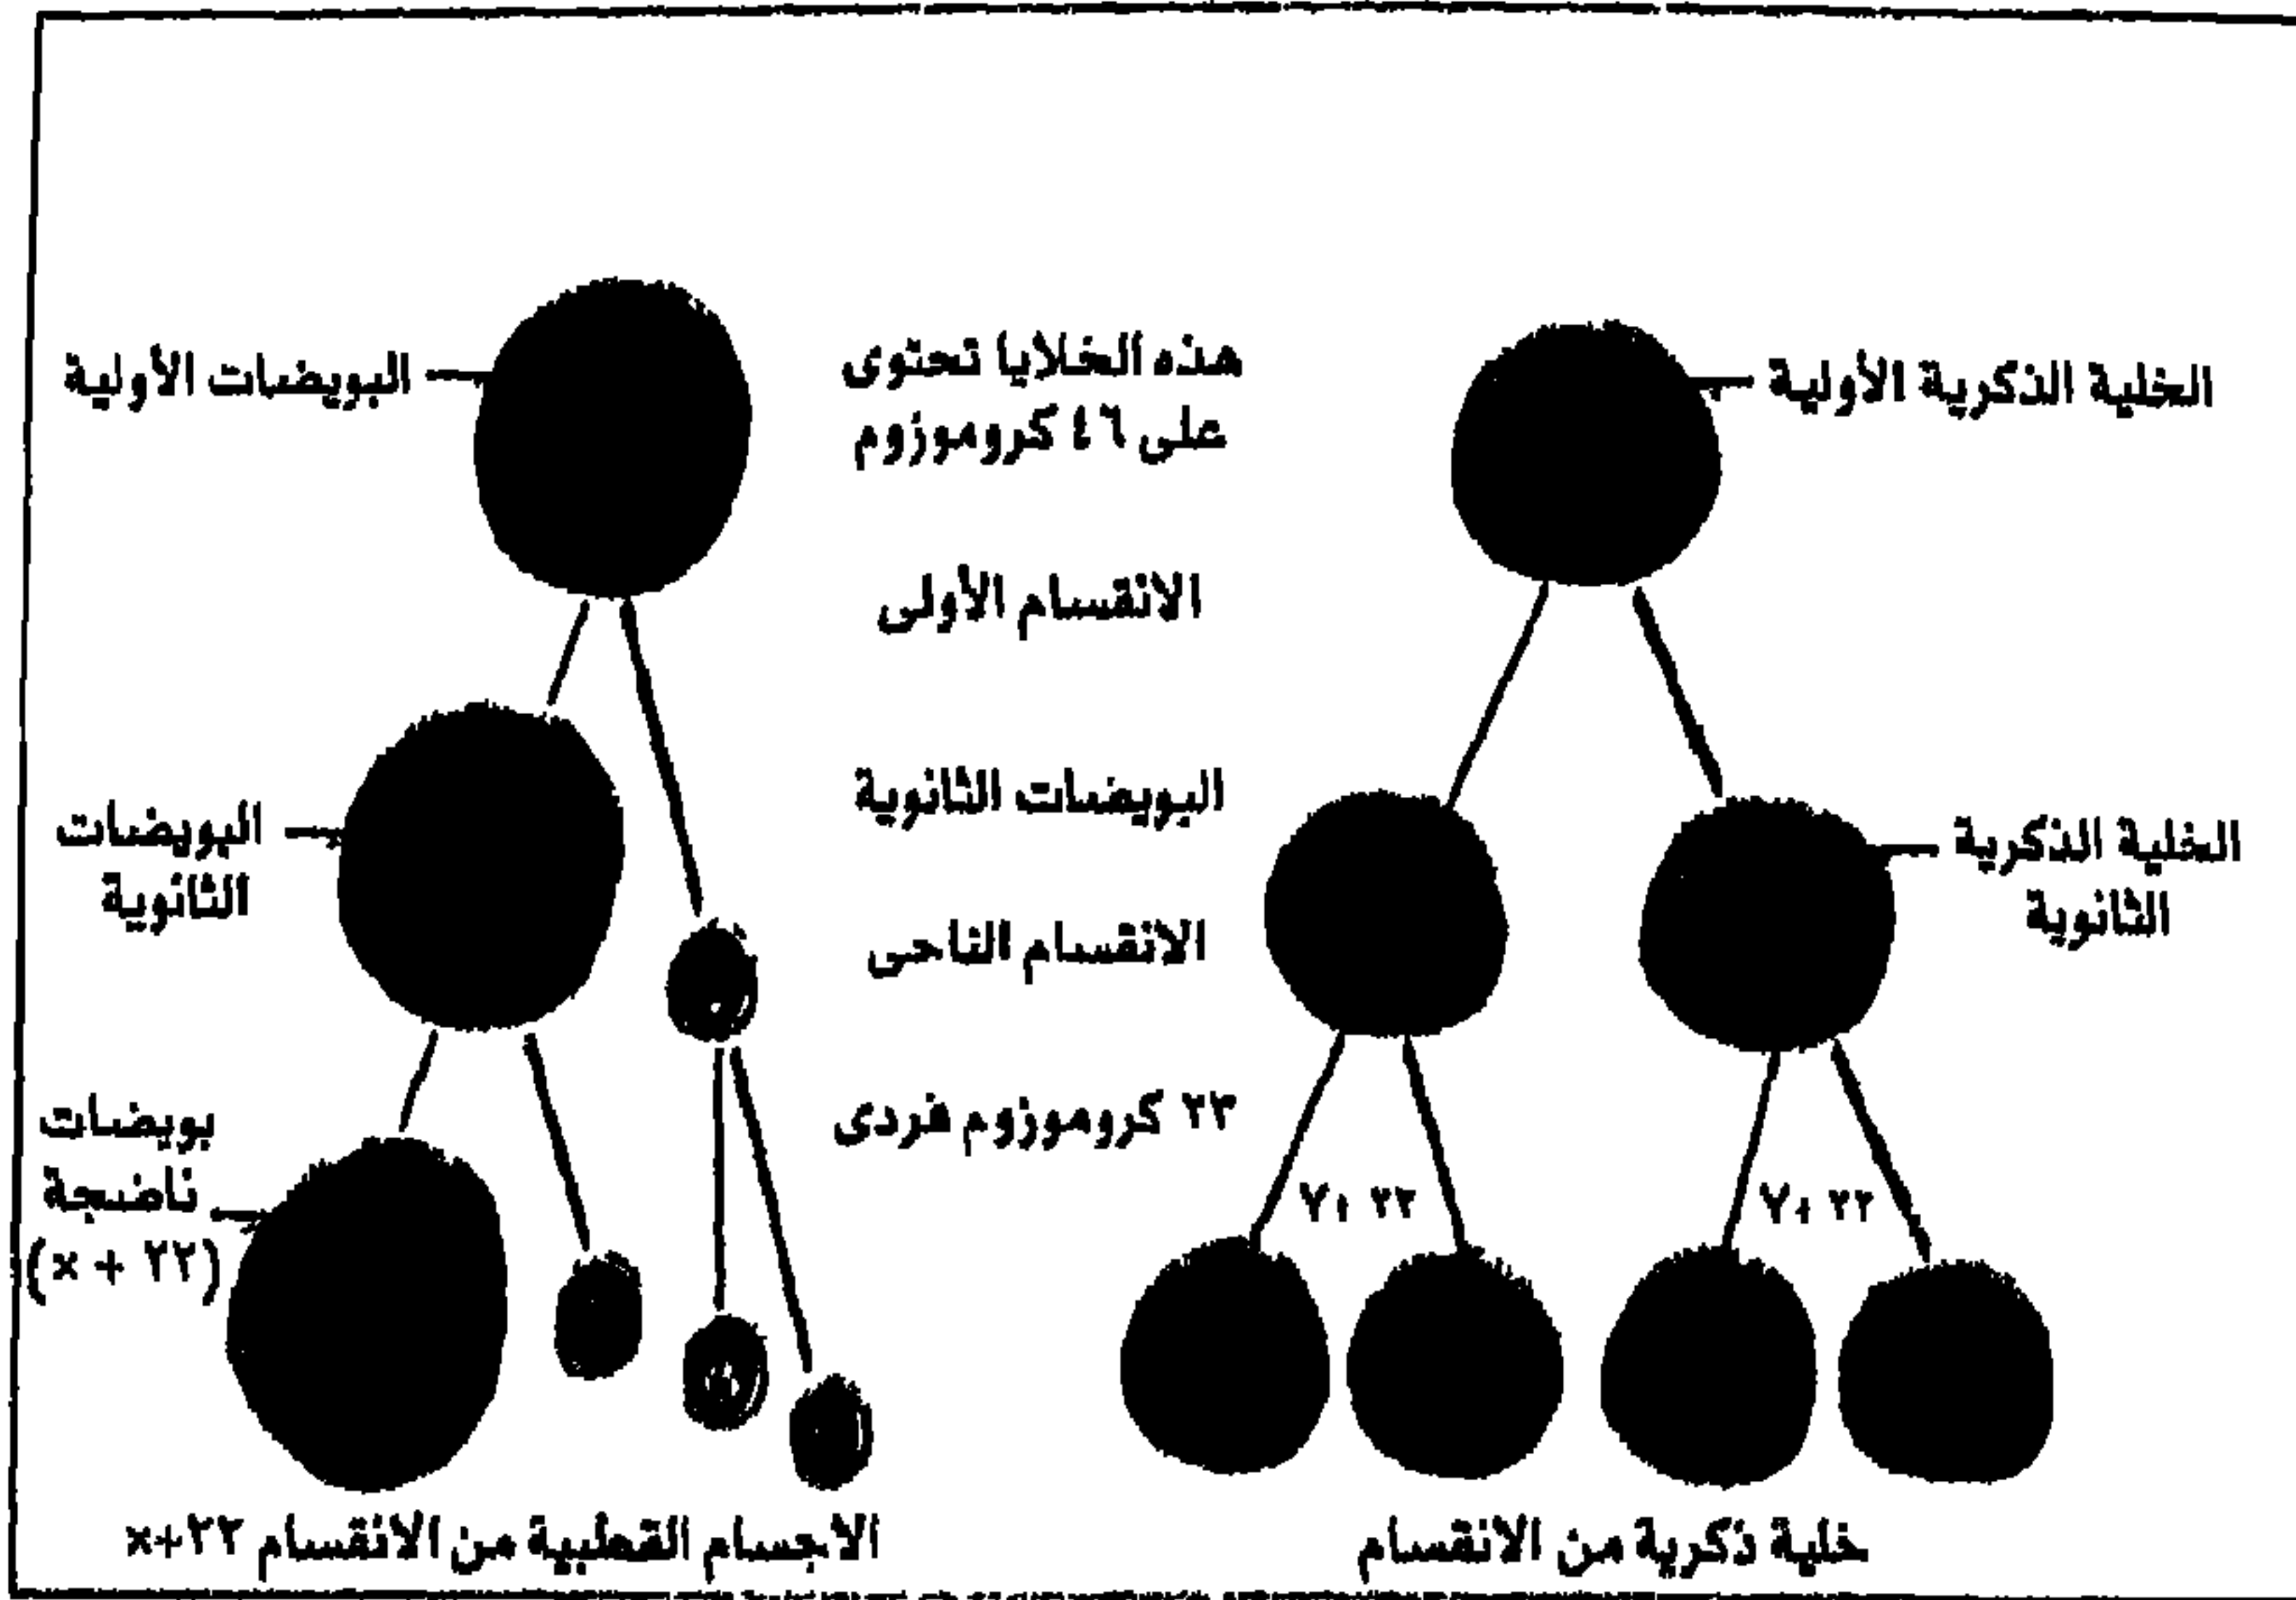 الخلية الذكرية الأولية
هذه الخلايا تحتوى
على ٤٦ كروموزوم
البويضات الأولية
الانقسام الأولى
البويضات الثانوية
الخلية الذكرية
الثانوية
البويضات
الثانوية
الانقسام الناحى
٢٣ كروموزوم فردى
٢٢ ، Y
٢٢ ، Y
بويضات
ناضجة
(x + ٢٢)
خلية ذكرية من الانقسام
الاجسام القطبية من الانقسام ٢٢+x